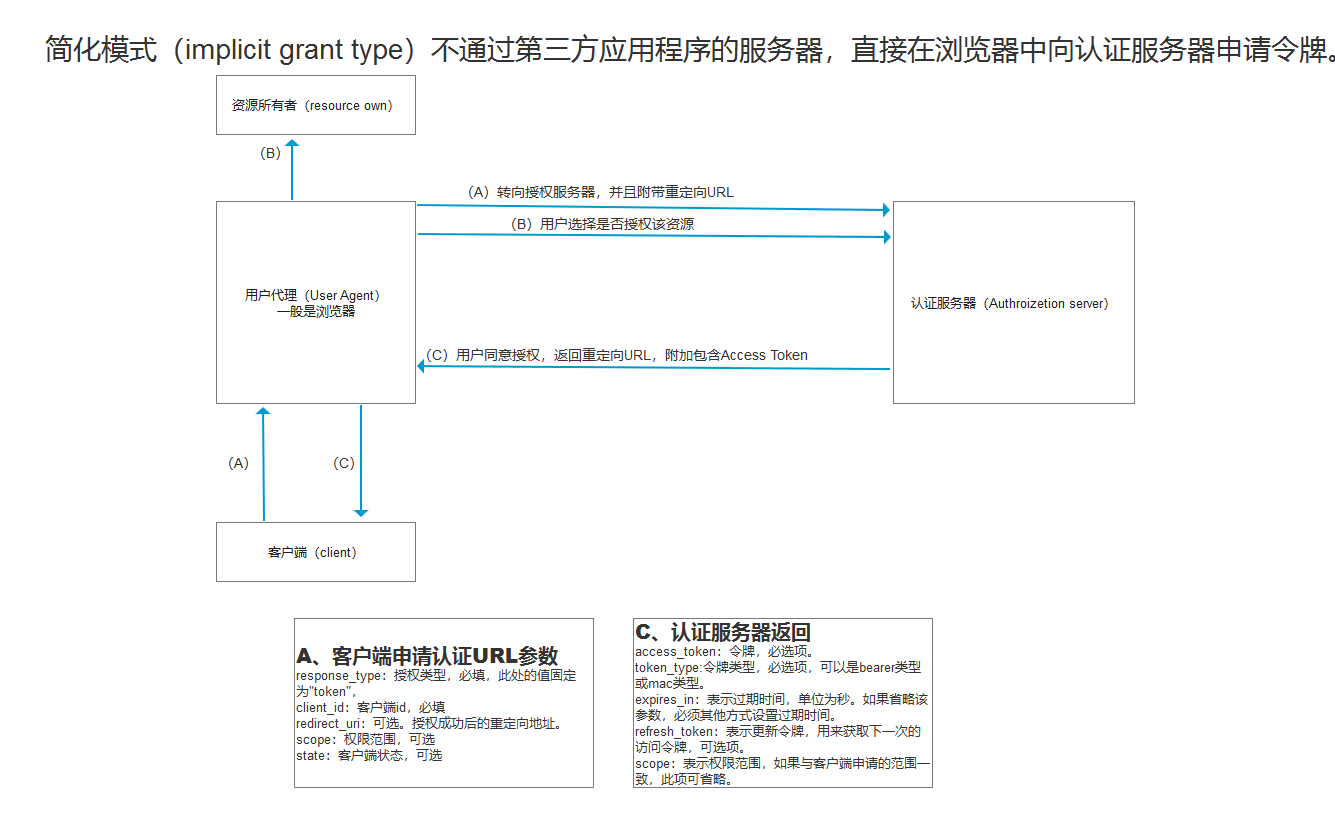 简化模式（implicit grant type）不通过第三方应用程序的服务器，直接在浏览器中向认证服务器申请令牌。
资源所有者（resource own）
（B）
（A）转向授权服务器，并且附带重定向URL
（B）用户选择是否授权该资源
用户代理（User Agent）
一般是浏览器
认证服务器（Authroizetion server）
（C）用户同意授权，返回重定向URL，附加包含Access Token
（A）
（C）
客户端（client）
A、客户端申请认证URL参数
response_type：授权类型，必填，此处的值固定
为"token"，
client_id：客户端id，必填
redirect_uri：可选。授权成功后的重定向地址。
scope：权限范围，可选
state：客户端状态，可选
C、认证服务器返回
access_token：令牌，必选项。
token_type:令牌类型，必选项，可以是bearer类型
或mac类型。
expires_in：表示过期时间，单位为秒。如果省略该
参数，必须其他方式设置过期时间。
refresh_token：表示更新令牌，用来获取下一次的
访问令牌，可选项。
scope：表示权限范围，如果与客户端申请的范围一
致，此项可省略。